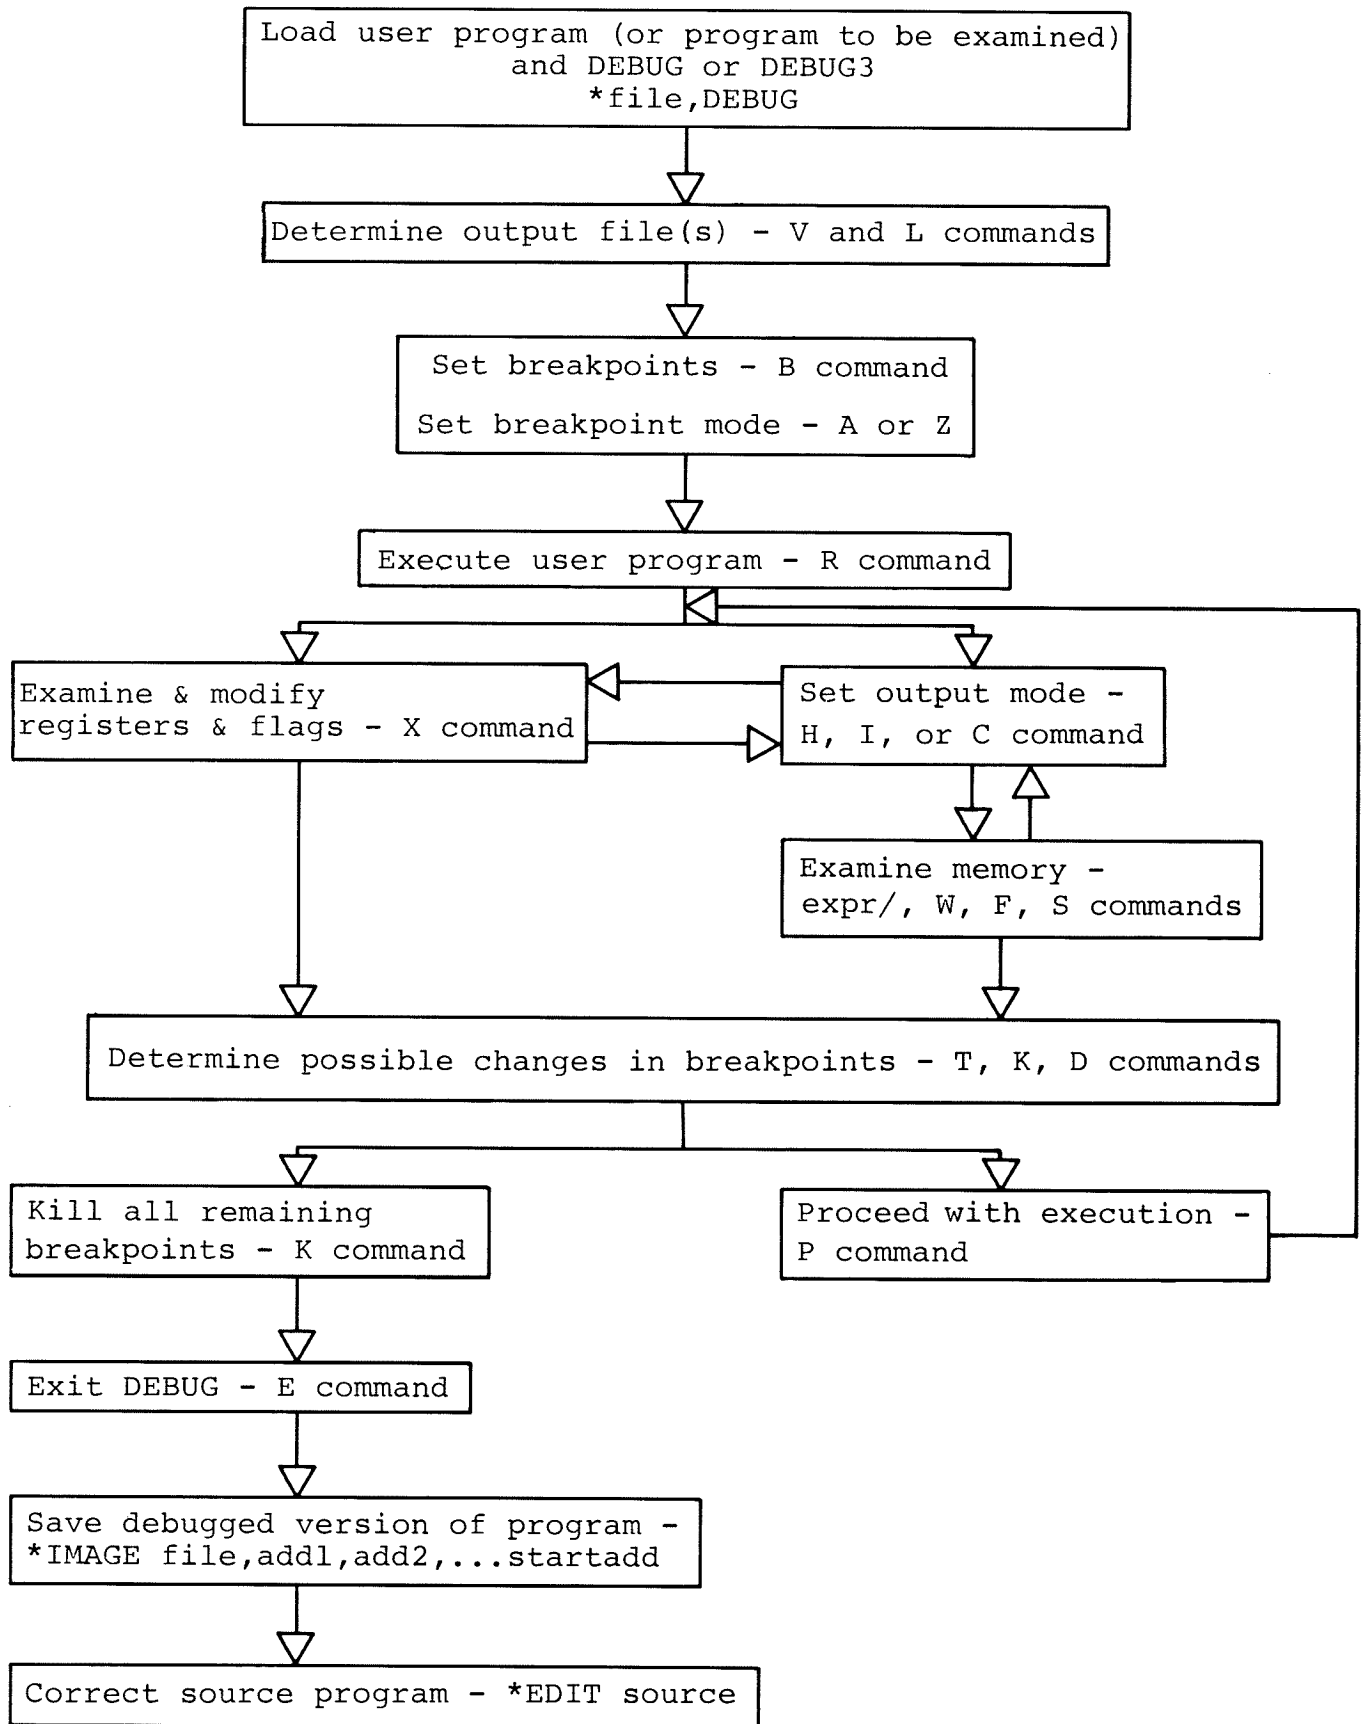 Load user program (or program to be examined)
and DEBUG or DEBUG3
*file,DEBUG
Determine output file(s) - V and L commands
Set breakpoints - B command
Set breakpoint mode - A or Z
Execute user program - R command
Examine & modify
registers & flags - X command
Set output mode -
H, I, or C command
Examine memory -
expr/, W, F, S commands
Determine possible changes in breakpoints - T, K, D commands
Kill all remaining
breakpoints - K command
Proceed with execution -
P command
Exit DEBUG - E command
Save debugged version of program -
*IMAGE file,add1,add2,...startadd
Correct source program - *EDIT source